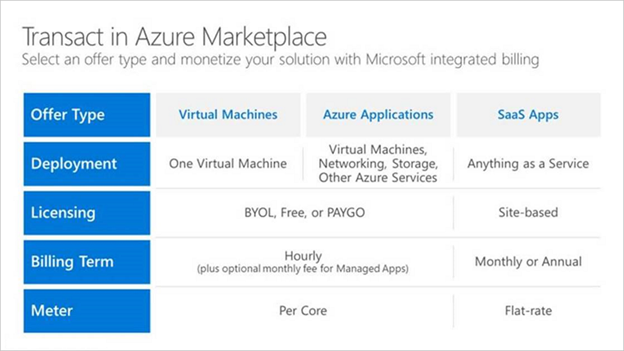 Transact in Azure Marketplace
Select an offer type and monetize your solution with Microsoft integrated billing
Offer Type
Virtual Machines
Azure Applications
SaaS Apps
Deployment
One Virtual Machine
Virtual Machines,
Networking, Storage,
Other Azure Services
Anything as a Service
Licensing
BYOL, Free, or PAYGO
Site-based
Billing Term
Hourly
(plus optional monthly fee for Managed Apps)
Monthly or Annual
Meter
Per Core
Flat-rate